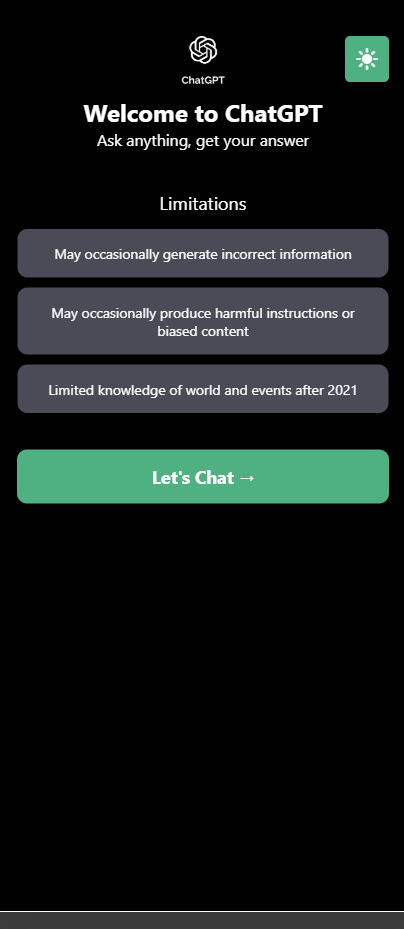 ChatGPT
Welcome to ChatGPT
Ask anything, get your answer
Limitations
May occasionally generate incorrect information
May occasionally produce harmful instructions or
biased content
Limited knowledge of world and events after 2021
Let's Chat →